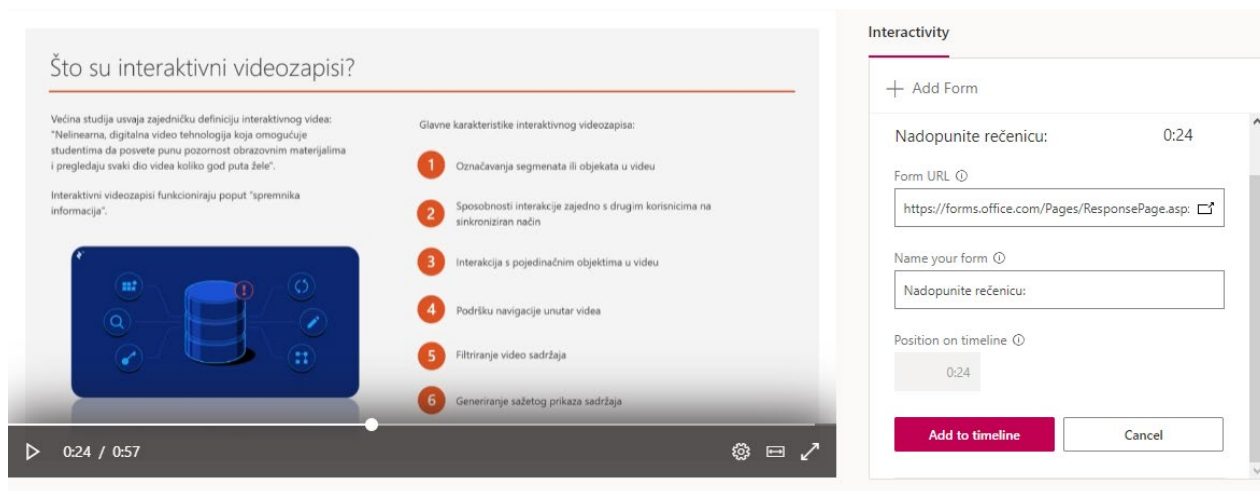 Što su interaktivni videozapisi?
Većina studija usvaja zajedničku definiciju interaktivnog videa:
"Nelinearna, digitalna video tehnologija koja omogućuje
studentima da posvete punu pozornost obrazovnim materijalima
i pregledaju svaki dio videa koliko god puta žele".
Interaktivni videozapisi funkcioniraju poput "spremnika
informacija".
Glavne karakteristike interaktivnog videozapisa:
1 Označavanja segmenata ili objekata u videu
2 Sposobnosti interakcije zajedno s drugim korisnicima na
sinkroniziran način
3 Interakcija s pojedinačnim objektima u videu
4 Podršku navigacije unutar videa
5 Filtriranje video sadržaja
6 Generiranje sažetog prikaza sadržaja
0:24 / 0:57
Interactivity
+ Add Form
Nadopunite rečenicu: 0:24
Form URL
https://forms.office.com/Pages/ResponsePage.asp:
Name your form
Nadopunite rečenicu:
Position on timeline
0:24
Add to timeline Cancel